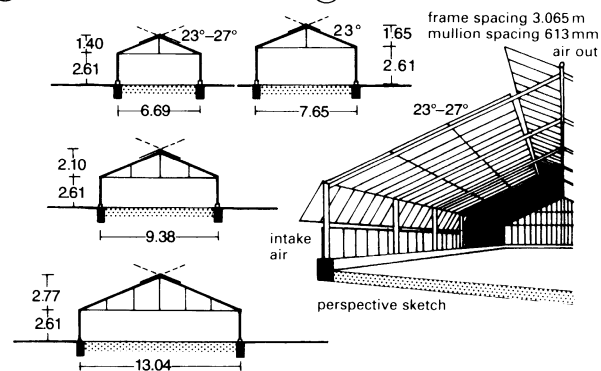 frame spacing 3.065 m
mullion spacing 613 mm
air out
1.40
2.61
23°–27°
6.69
23°
1.65
2.61
7.65
23°–27°
2.10
2.61
9.38
intake
air
2.77
2.61
13.04
perspective sketch